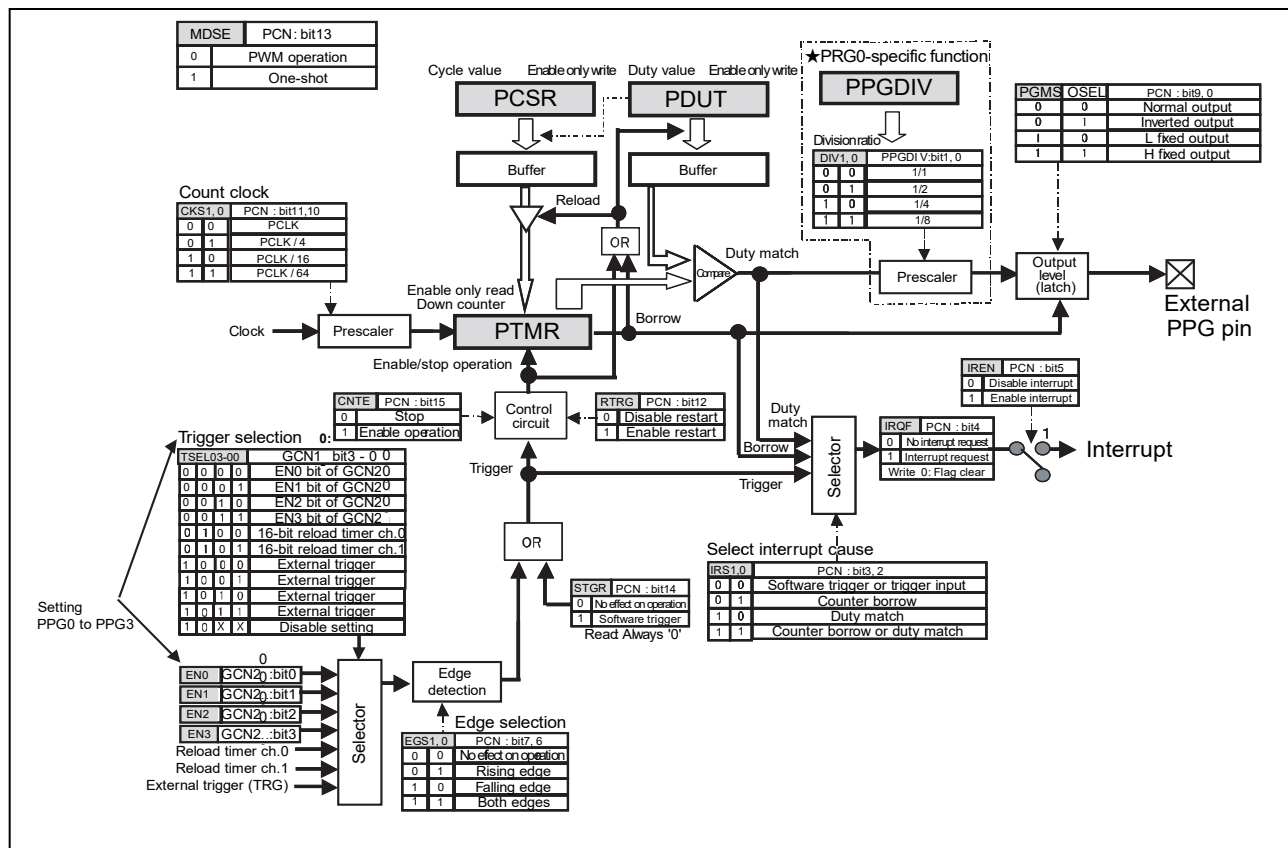 MDSE PCN: bit13
0 PWM operation
1 One-shot
Cycle value Enable only write
PCSR
Duty value Enable only write
PDUT
★PRG0-specific function
PPGDIV
Division ratio
DIV1, 0 PPGDI V:bit1, 0
0 0 1/1
0 1 1/2
1 0 1/4
1 1 1/8
PGMS OSEL PCN : bit9, 0
0 0 Normal output
0 1 Inverted output
1 0 L fixed output
1 1 H fixed output
Buffer
Buffer
Reload
OR
Count clock
CKS1, 0 PCN : bit11,10
0 0 PCLK
0 1 PCLK / 4
1 0 PCLK / 16
1 1 PCLK / 64
Compare
Duty match
Prescaler
Output
level
(latch)
External
PPG pin
Enable only read
Down counter
Clock
Prescaler
PTMR
Borrow
Enable/stop operation
CNTE PCN : bit15
0 Stop
1 Enable operation
Control
circuit
RTRG PCN : bit12
0 Disable restart
1 Enable restart
IREN PCN : bit5
0 Disable interrupt
1 Enable interrupt
Duty
match
Borrow
Trigger
Selector
IRQF PCN : bit4
0 No interrupt request
1 Interrupt request
Write 0: Flag clear
1
Interrupt
Trigger selection 0:
TSEL03-00 GCN1 bit3 - 0 0
0 0 0 0 EN0 bit of GCN20
0 0 0 1 EN1 bit of GCN20
0 0 1 0 EN2 bit of GCN20
0 0 1 1 EN3 bit of GCN2
0 1 0 0 16-bit reload timer ch.0
0 1 0 1 16-bit reload timer ch.1
1 0 0 0 External trigger
1 0 0 1 External trigger
1 0 1 0 External trigger
1 0 1 1 External trigger
1 0 X X Disable setting
Trigger
OR
STGR PCN : bit14
0 No effect on operation
1 Software trigger
Read: Always '0'
Select interrupt cause
IRS1,0 PCN : bit3, 2
0 0 Software trigger or trigger input
0 1 Counter borrow
1 0 Duty match
1 1 Counter borrow or duty match
Setting
PPG0 to PPG3
0
EN0 GCN2 :bit0
0
EN1 GCN2 :bit1
0
EN2 GCN2 :bit2
0
EN3 GCN2..:bit3
Reload timer ch.0
Reload timer ch.1
External trigger (TRG)
Selector
Edge
detection
Edge selection
EGS1, 0 PCN : bit7, 6
0 0 No effect on operation
0 1 Rising edge
1 0 Falling edge
1 1 Both edges